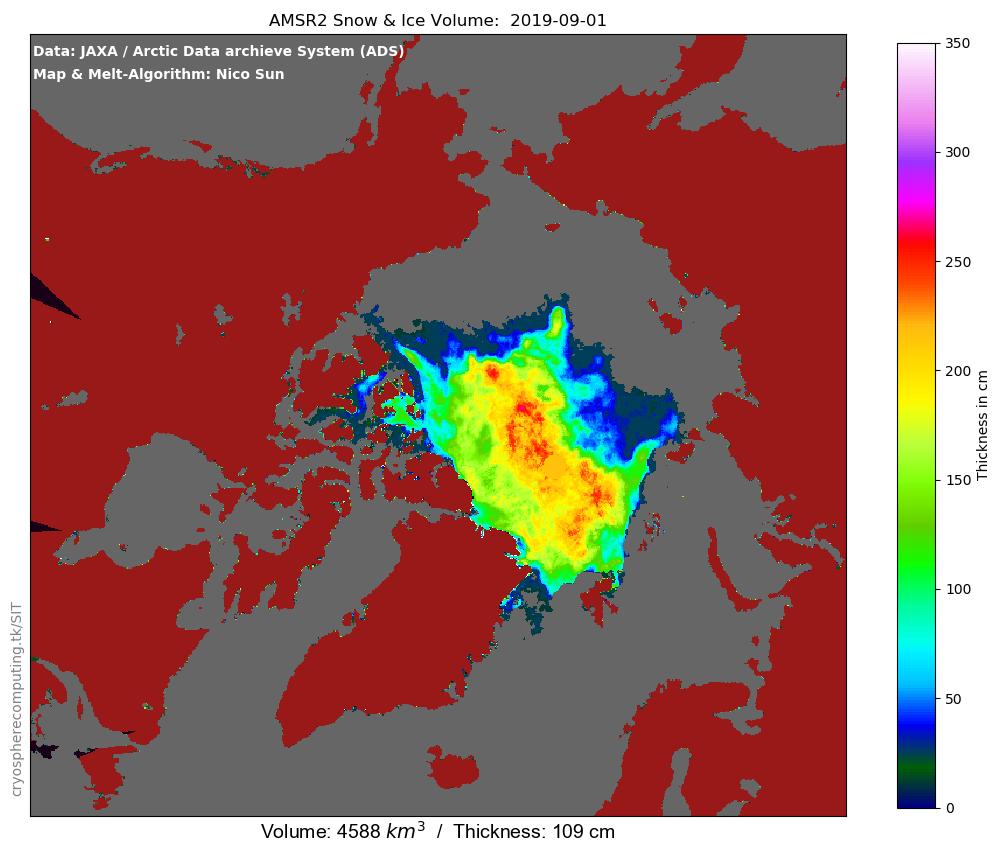 AMSR2 Snow & Ice Volume:  2019-09-01
Data: JAXA / Arctic Data archieve System (ADS)
Map & Melt-Algorithm: Nico Sun
350
300
250
200
150
100
50
0
Thickness in cm
cryospherecomputing.tk/SIT
Volume: 4588 km³  /  Thickness: 109 cm